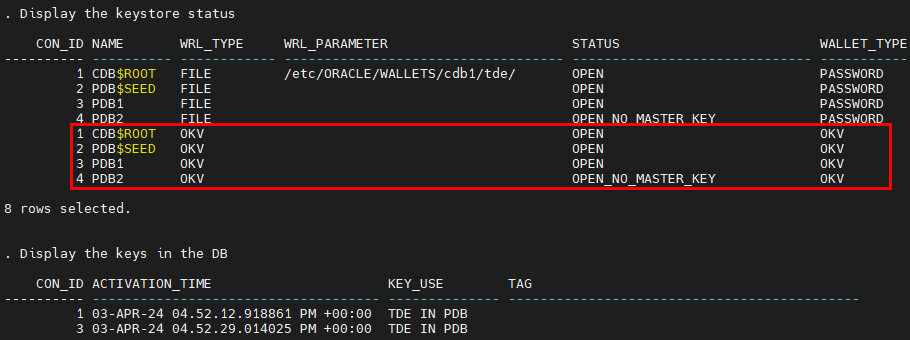 . Display the keystore status
CON_ID NAME WRL_TYPE WRL_PARAMETER STATUS WALLET_TYPE
---------- ---------- ---------- ------------------------------------ -------------------------------- ------------
1 CDB$ROOT FILE /etc/ORACLE/WALLETS/cdb1/tde/ OPEN PASSWORD
2 PDB$SEED FILE OPEN PASSWORD
3 PDB1 FILE OPEN PASSWORD
4 PDB2 FILE OPEN_NO_MASTER_KEY PASSWORD
1 CDB$ROOT OKV OPEN OKV
2 PDB$SEED OKV OPEN OKV
3 PDB1 OKV OPEN OKV
4 PDB2 OKV OPEN_NO_MASTER_KEY OKV
8 rows selected.
. Display the keys in the DB
CON_ID ACTIVATION_TIME KEY_USE TAG
---------- -------------------------------------- --------------- -----------------------------------------------
1 03-APR-24 04.52.12.918861 PM +00:00 TDE IN PDB
3 03-APR-24 04.52.29.014025 PM +00:00 TDE IN PDB